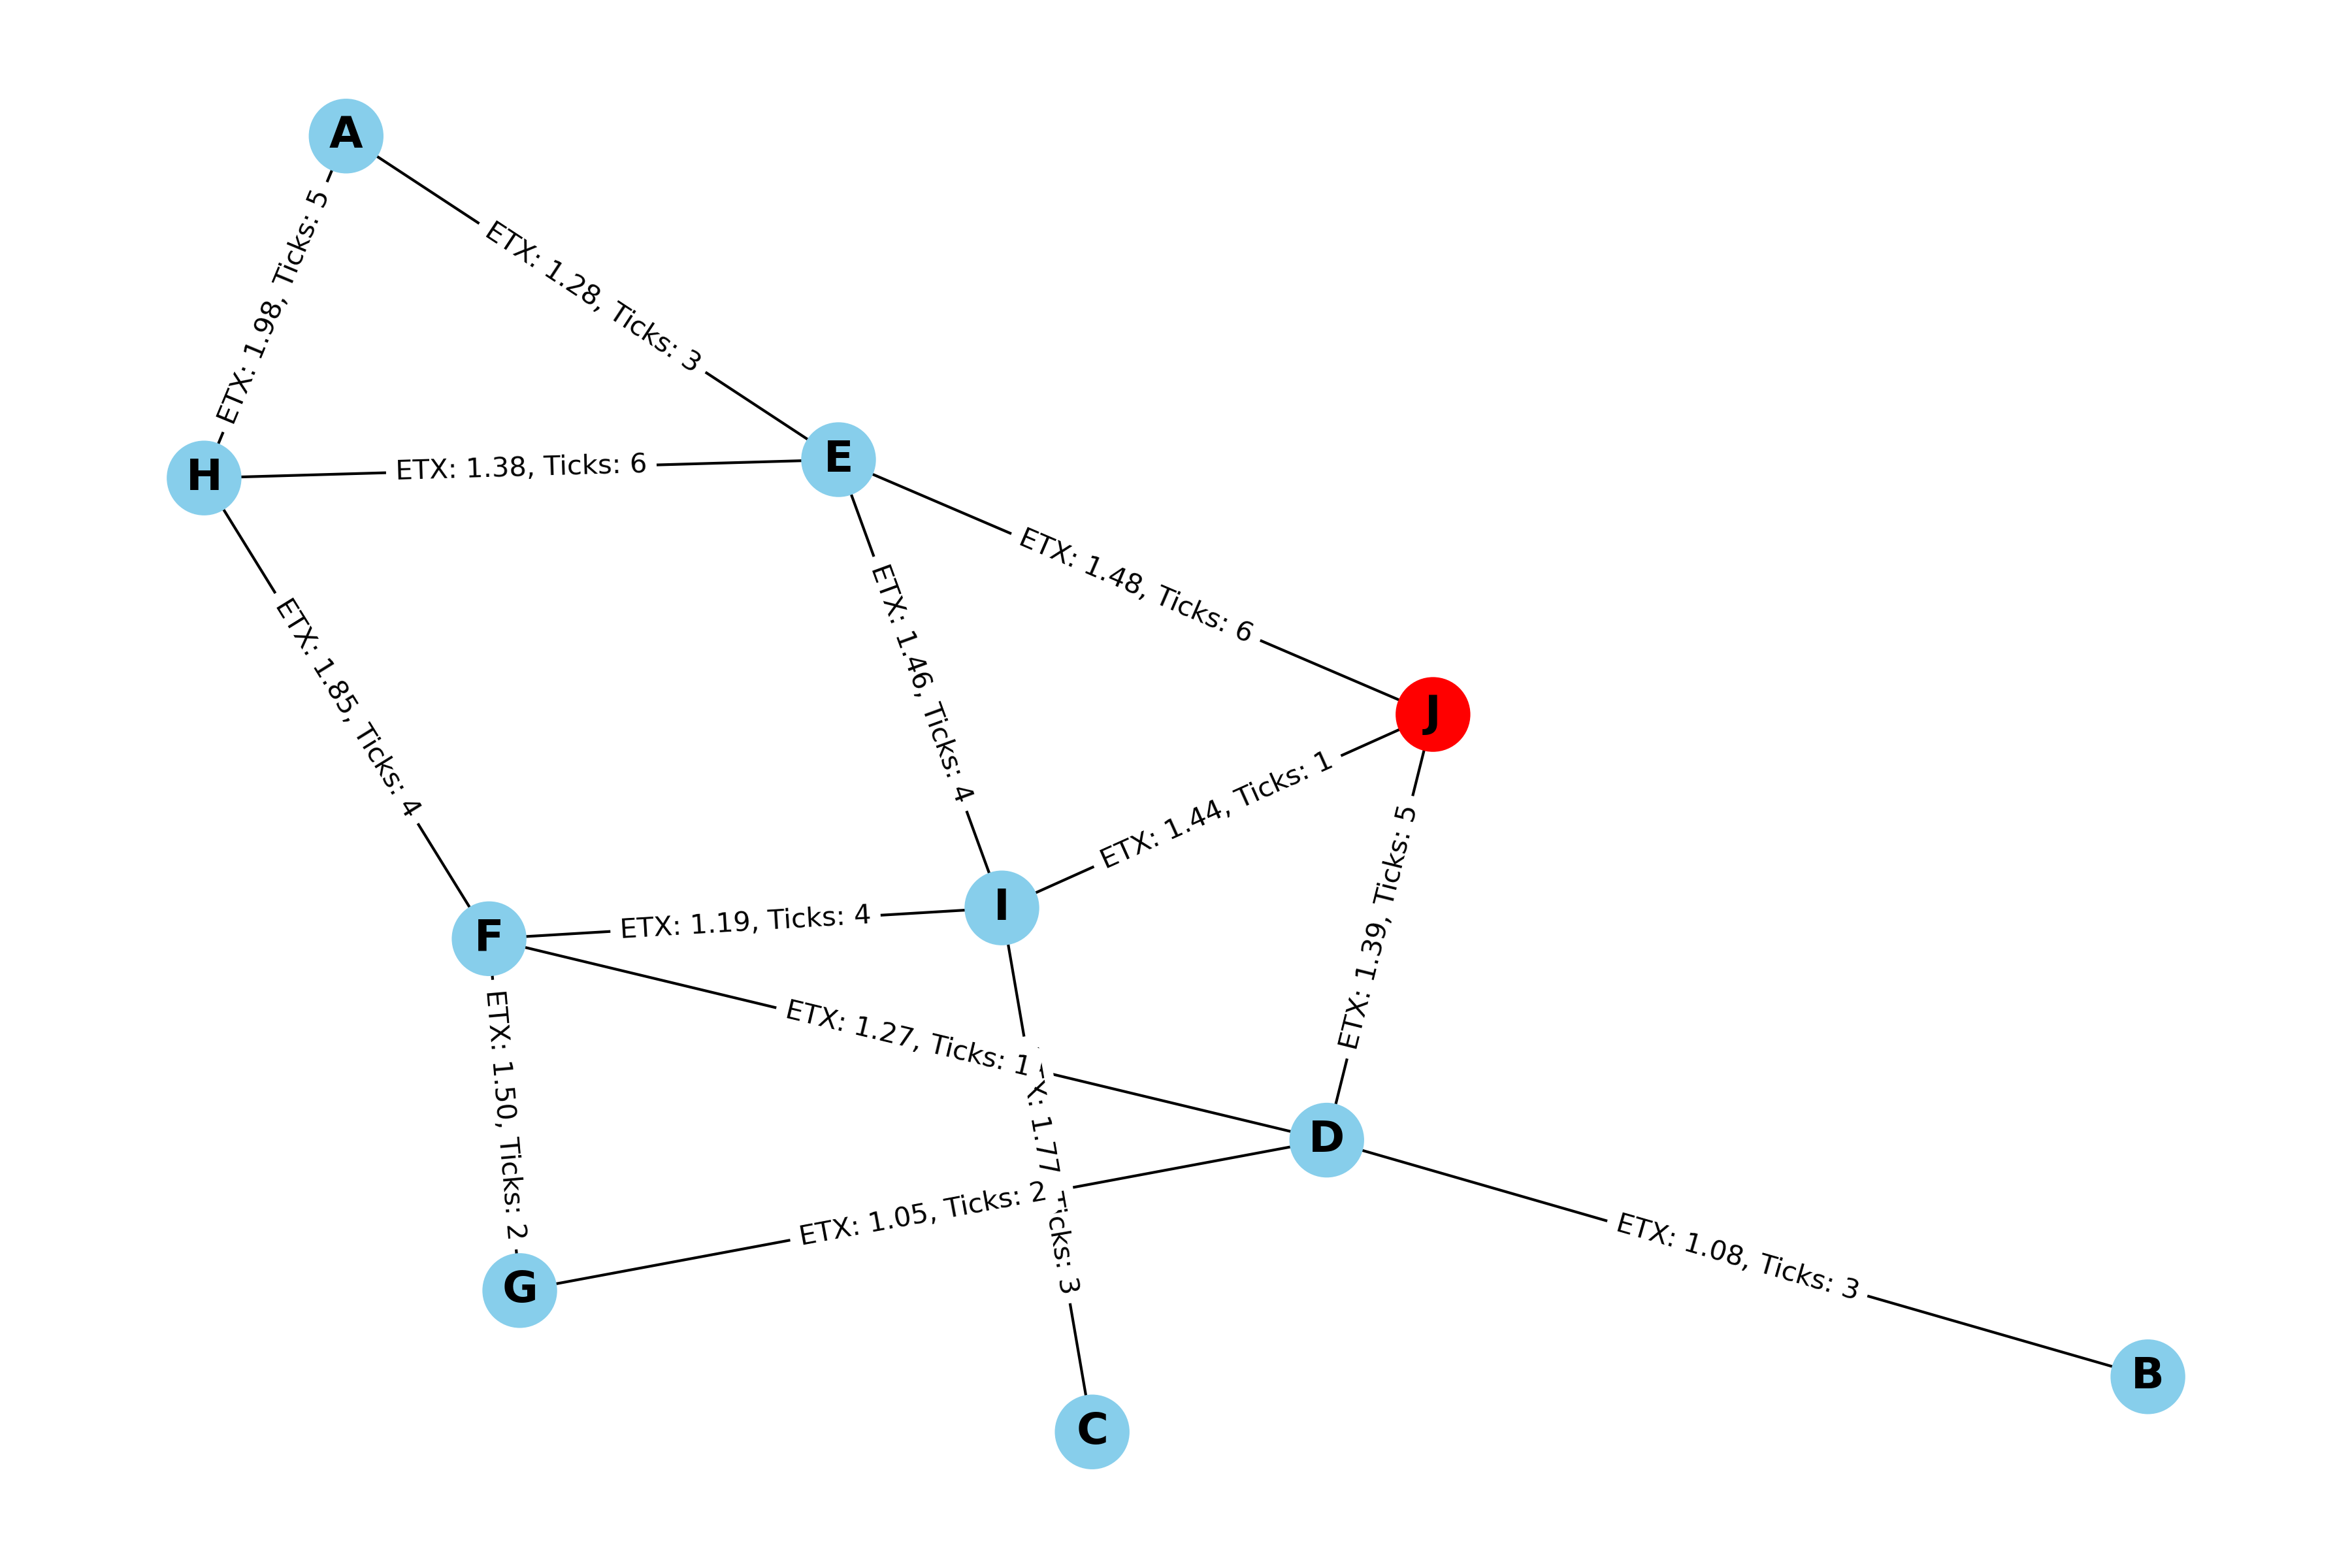 A
ETX: 1.98, Ticks: 5
ETX: 1.28, Ticks: 3
H
ETX: 1.38, Ticks: 6
E
ETX: 1.48, Ticks: 6
ETX: 1.85, Ticks: 4
ETX: 1.46, Ticks: 4
J
ETX: 1.44, Ticks: 1
ETX: 1.39, Ticks: 5
F
ETX: 1.19, Ticks: 4
I
ETX: 1.27, Ticks: 1
ETX: 1.50, Ticks: 2
X: 1.77 Ticks: 3
D
ETX: 1.05, Ticks: 2
ETX: 1.08, Ticks: 3
G
B
C